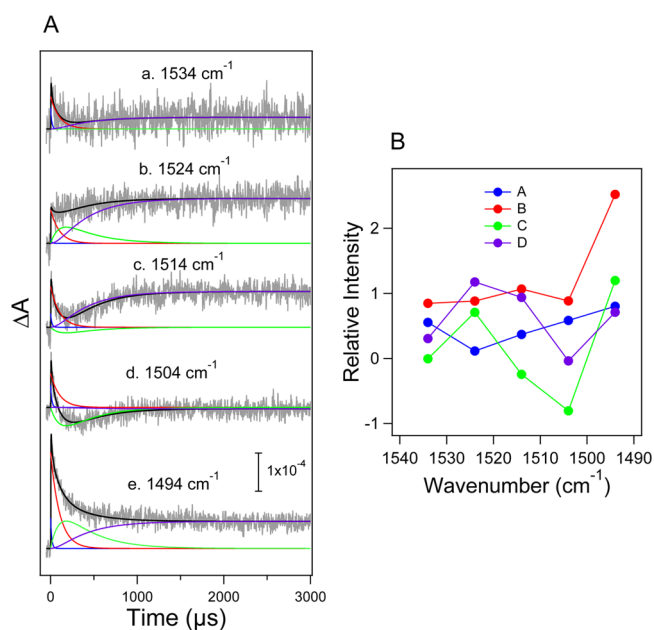 A
a. 1534 cm⁻¹
b. 1524 cm⁻¹
c. 1514 cm⁻¹
d. 1504 cm⁻¹
1x10⁻⁴
e. 1494 cm⁻¹
ΔA
0 1000 2000 3000
Time (µs)
B
A
B
C
D
2
1
0
-1
Relative Intensity
1540 1530 1520 1510 1500 1490
Wavenumber (cm⁻¹)